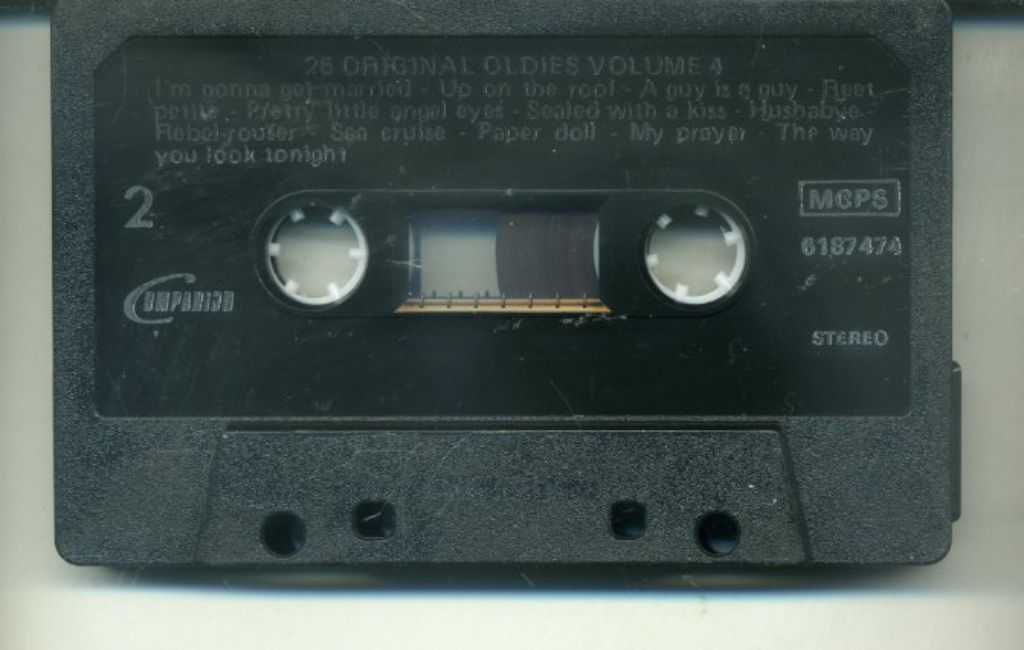 26 ORIGINAL OLDIES VOLUME 4
I'm gonna get married - Up on the roof - A guy is a guy - Reet
petite - Pretty little angel eyes - Sealed with a kiss - Hushabye -
Rebel-rouser - Sea cruise - Paper doll - My prayer - The way
you look tonight
2
MCPS
6187474
COMPANION
STEREO